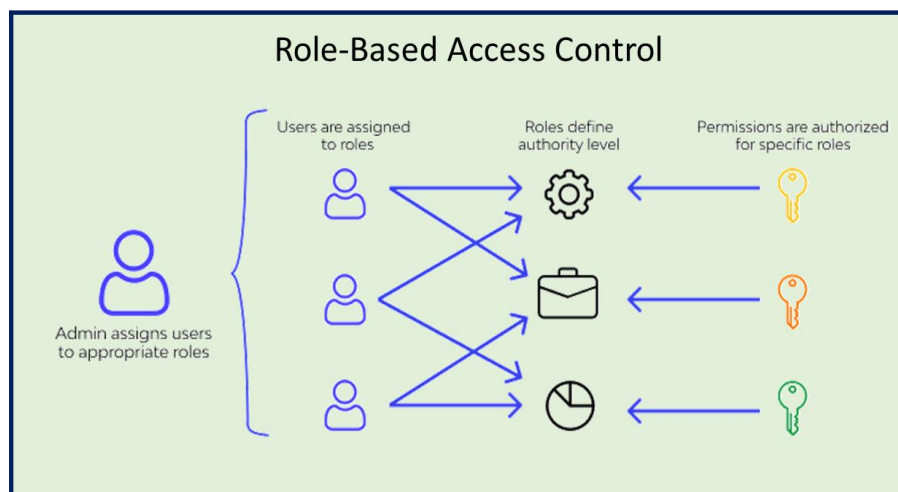 Role-Based Access Control
Users are assigned
to roles
Roles define
authority level
Permissions are authorized
for specific roles
Admin assigns users
to appropriate roles